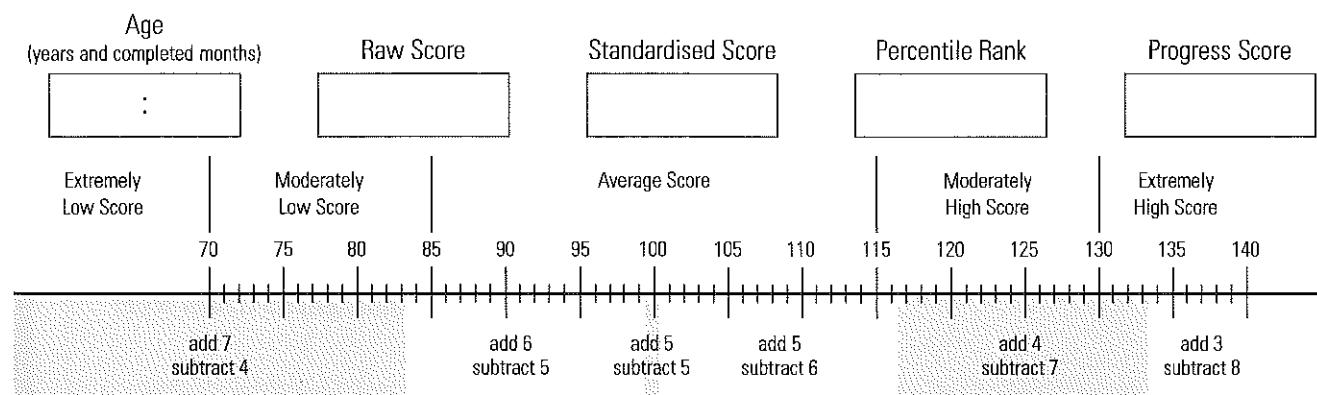 Age
(years and completed months)
Raw Score
Standardised Score
Percentile Rank
Progress Score
:
Extremely
Low Score
Moderately
Low Score
Average Score
Moderately
High Score
Extremely
High Score
70 75 80 85 90 95 100 105 110 115 120 125 130 135 140
add 7
subtract 4
add 6
subtract 5
add 5
subtract 5
add 5
subtract 6
add 4
subtract 7
add 3
subtract 8